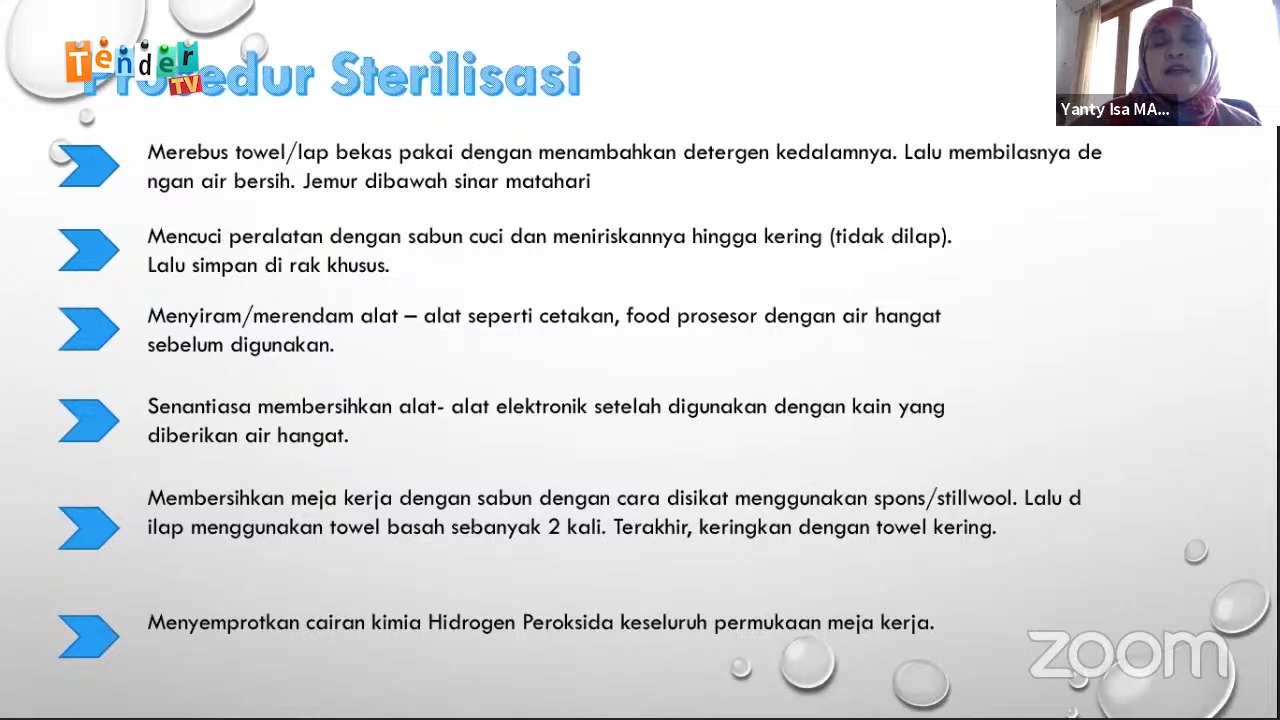 Tender
TV
Prosedur Sterilisasi
Yanty Isa MA...
Merebus towel/lap bekas pakai dengan menambahkan detergen kedalamnya. Lalu membilasnya de
ngan air bersih. Jemur dibawah sinar matahari
Mencuci peralatan dengan sabun cuci dan meniriskannya hingga kering (tidak dilap).
Lalu simpan di rak khusus.
Menyiram/merendam alat – alat seperti cetakan, food prosesor dengan air hangat
sebelum digunakan.
Senantiasa membersihkan alat- alat elektronik setelah digunakan dengan kain yang
diberikan air hangat.
Membersihkan meja kerja dengan sabun dengan cara disikat menggunakan spons/stillwool. Lalu d
ilap menggunakan towel basah sebanyak 2 kali. Terakhir, keringkan dengan towel kering.
Menyemprotkan cairan kimia Hidrogen Peroksida keseluruh permukaan meja kerja.
zoom